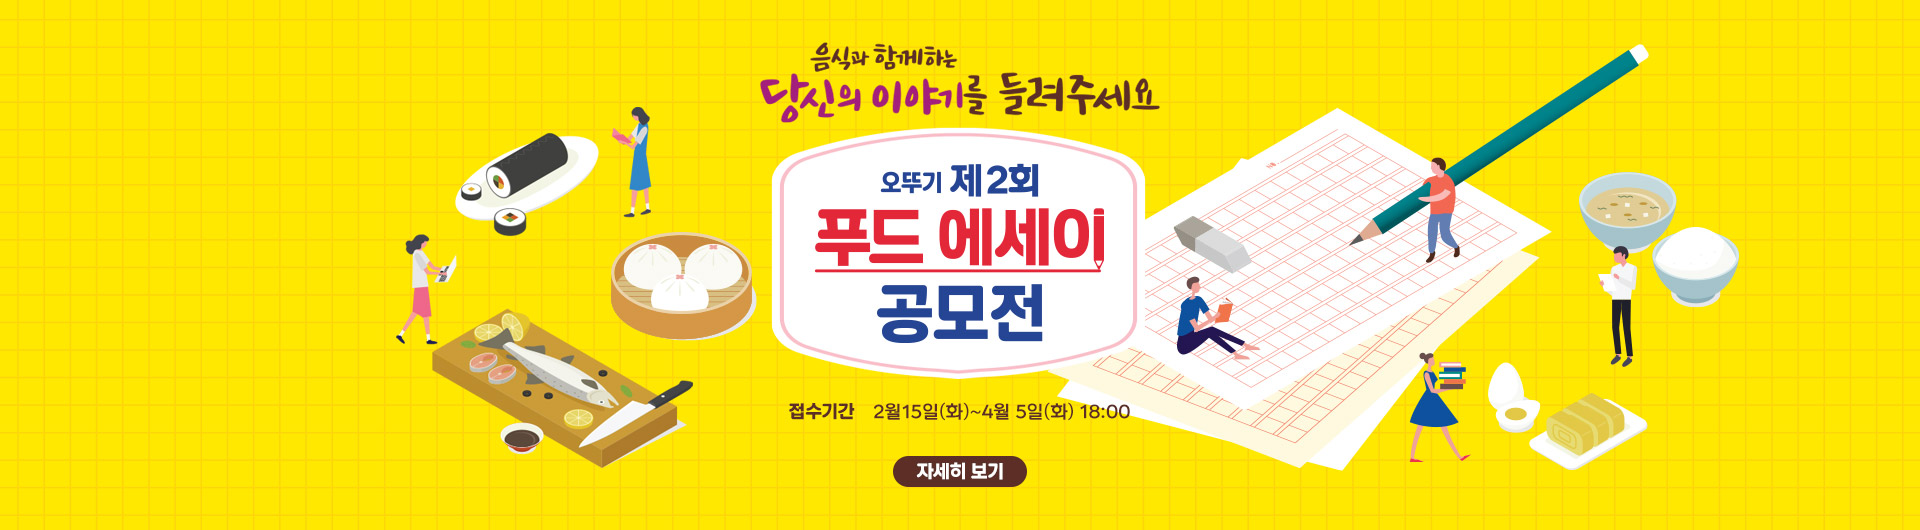 음식과 함께하는
당신의 이야기를 들려주세요
오뚜기 제2회
푸드 에세이
공모전
접수기간 2월15일(화)~4월 5일(화) 18:00
자세히 보기